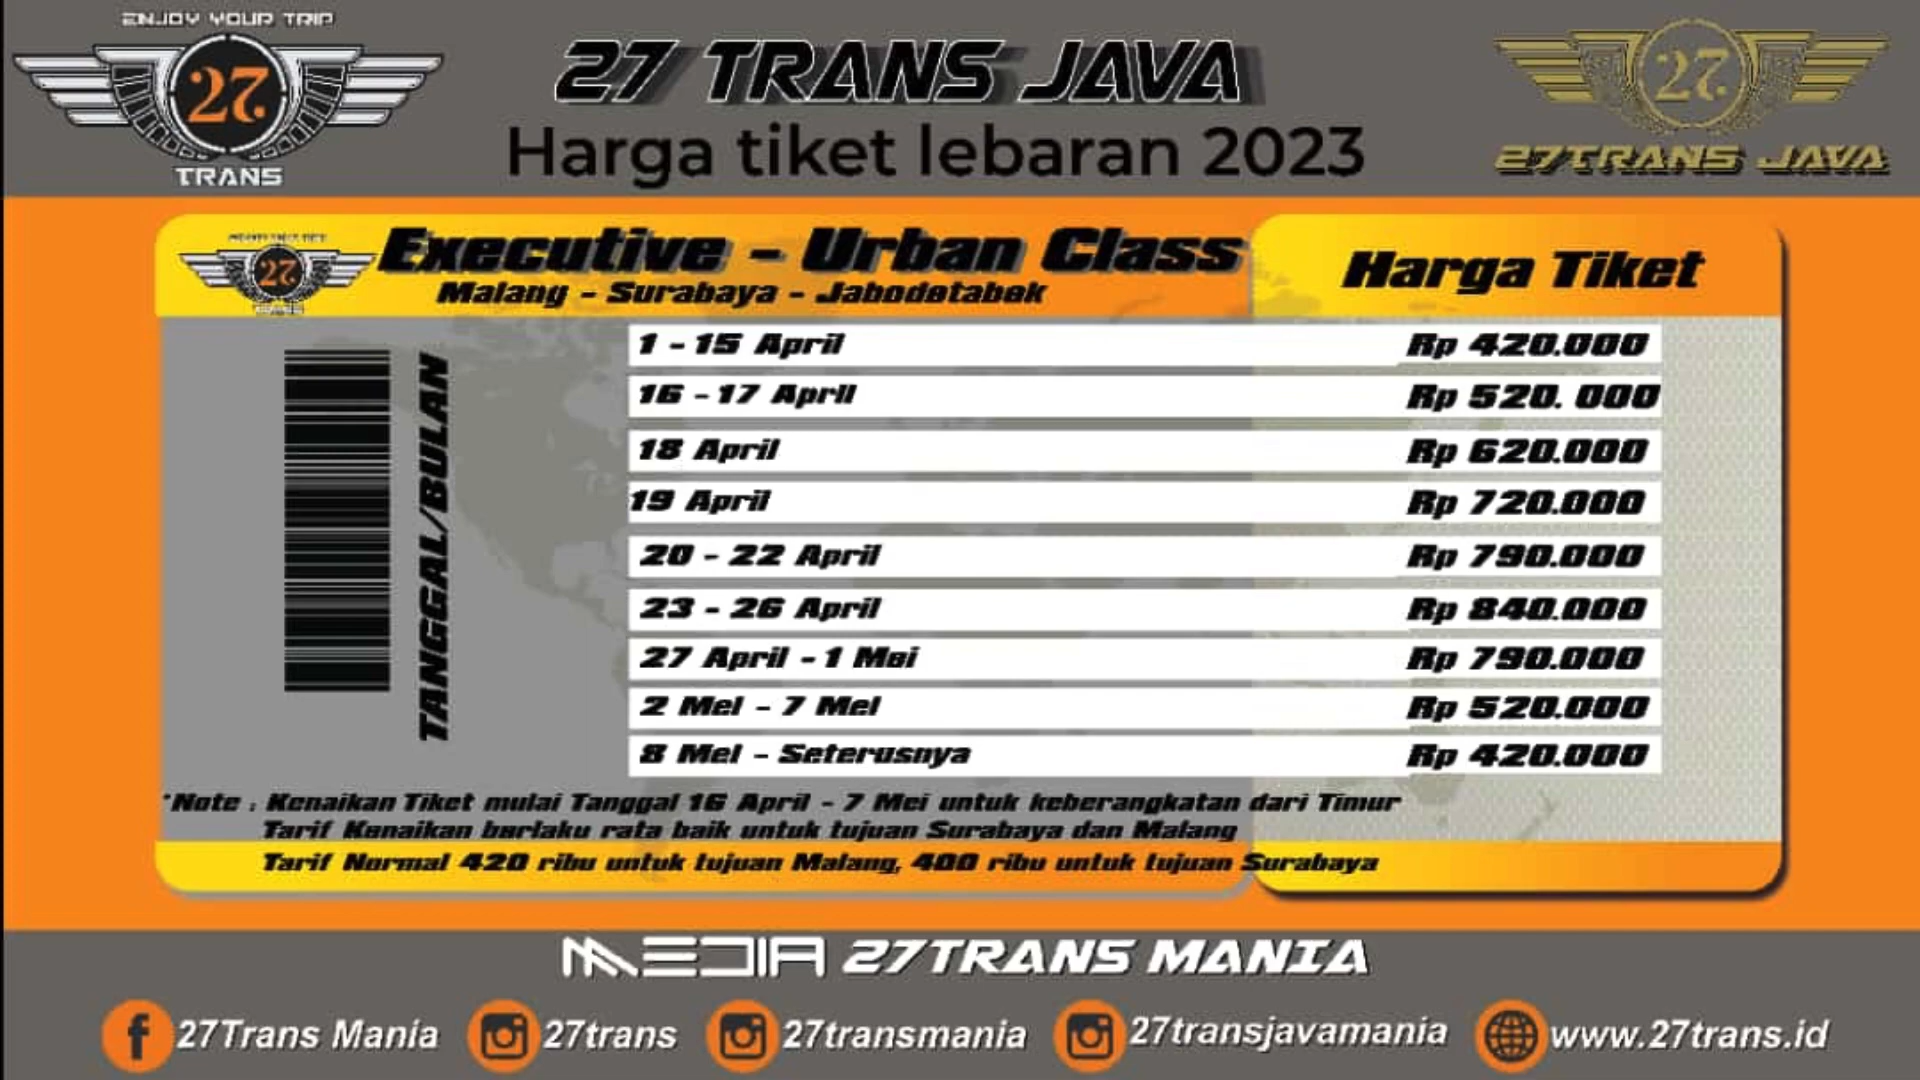 ENJOY YOUR TRIP
27.
TRANS
27 TRANS JAVA
Harga tiket lebaran 2023
27.
27TRANS JAVA
27.
Executive - Urban Class
Malang - Surabaya - Jabodetabek
Harga Tiket
TANGGAL/BULAN
1 - 15 April Rp 420.000
16 - 17 April Rp 520. 000
18 April Rp 620.000
19 April Rp 720.000
20 - 22 April Rp 790.000
23 - 26 April Rp 840.000
27 April - 1 Mei Rp 790.000
2 Mei - 7 Mei Rp 520.000
8 Mei - Seterusnya Rp 420.000
*Note : Kenaikan Tiket mulai Tanggal 16 April - 7 Mei untuk keberangkatan dari Timur
Tarif Kenaikan berlaku rata baik untuk tujuan Surabaya dan Malang
Tarif Normal 420 ribu untuk tujuan Malang, 400 ribu untuk tujuan Surabaya
MEDIA 27TRANS MANIA
27Trans Mania
27trans
27transmania
27transjavamania
www.27trans.id